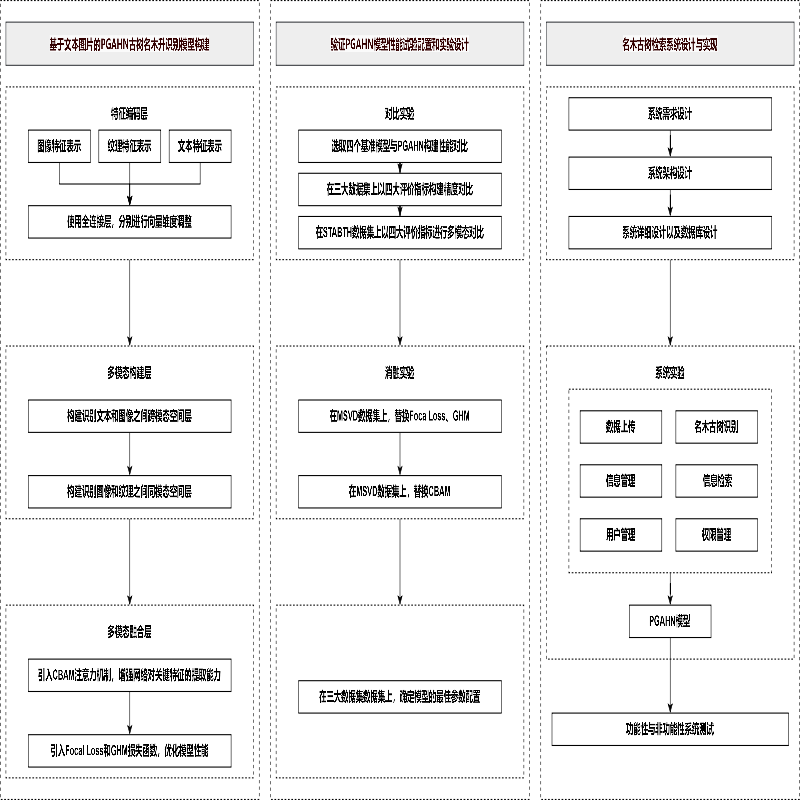 基于文本图片的PGAHN古树名木升识别模型构建
特征编码层
图像特征表示
纹理特征表示
文本特征表示
使用全连接层，分别进行向量维度调整
多模态构建层
构建识别文本和图像之间跨模态空间层
构建识别图像和纹理之间同模态空间层
多模态融合层
引入CBAM注意力机制，增强网络对关键特征的提取能力
引入Focal Loss和GHM损失函数，优化模型性能
验证PGAHN模型性能试验配置和实验设计
对比实验
选取四个基准模型与PGAHN构建性能对比
在三大数据集上以四大评价指标构建精度对比
在STABTH数据集上以四大评价指标进行多模态对比
消融实验
在MSVD数据集上，替换Foca Loss、GHM
在MSVD数据集上，替换CBAM
在三大数据集数据集上，确定模型的最佳参数配置
名木古树检索系统设计与实现
系统需求设计
系统架构设计
系统详细设计以及数据库设计
系统实验
数据上传
名木古树识别
信息管理
信息检索
用户管理
权限管理
PGAHN模型
功能性与非功能性系统测试